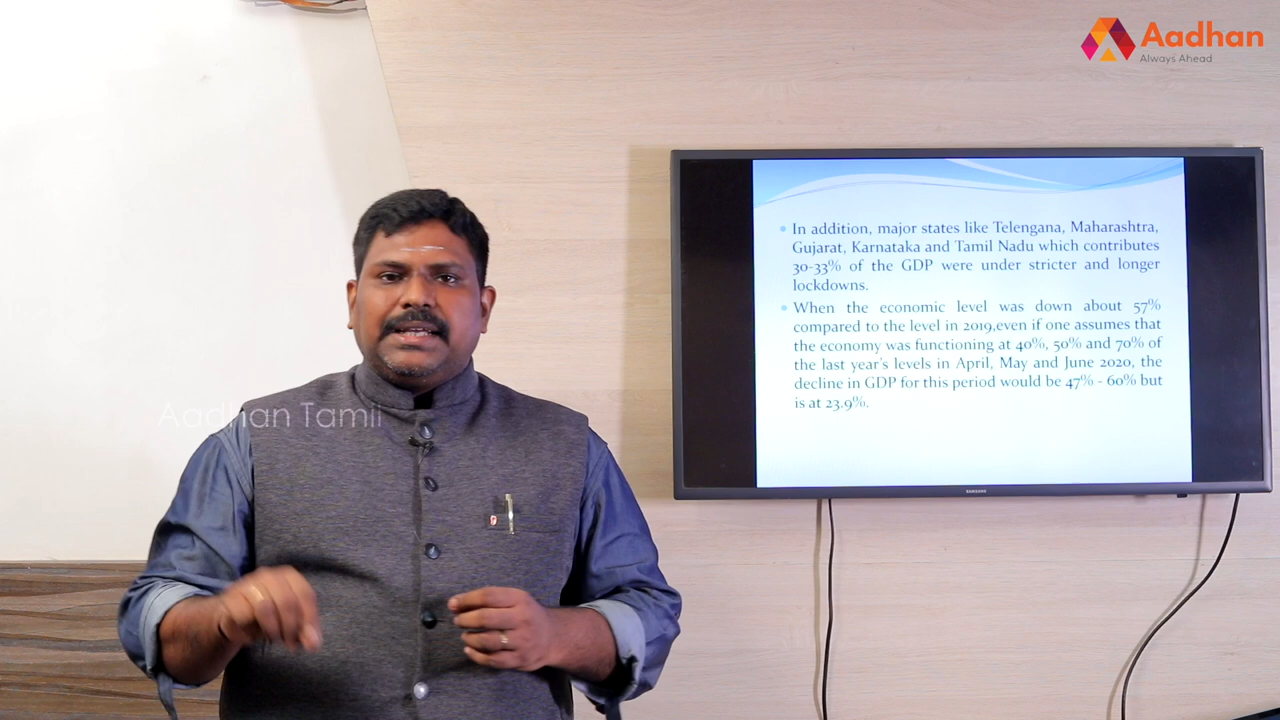 Aadhan
Always Ahead
In addition, major states like Telengana, Maharashtra,
Gujarat, Karnataka and Tamil Nadu which contributes
30-33% of the GDP were under stricter and longer
lockdowns.
When the economic level was down about 57%
compared to the level in 2019,even if one assumes that
the economy was functioning at 40%, 50% and 70% of
the last year's levels in April, May and June 2020, the
decline in GDP for this period would be 47% - 60% but
is at 23.9%.
Aadhan Tamil
SAMSUNG